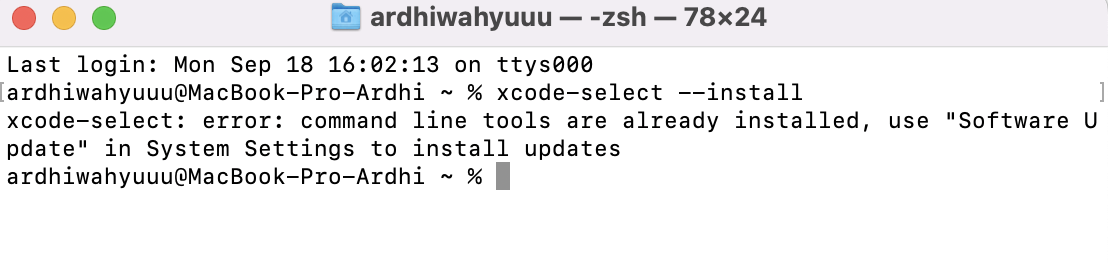 ardhiwahyuuu — -zsh — 78×24
Last login: Mon Sep 18 16:02:13 on ttys000
[ardhiwahyuuu@MacBook-Pro-Ardhi ~ % xcode-select --install ]
xcode-select: error: command line tools are already installed, use "Software U
pdate" in System Settings to install updates
ardhiwahyuuu@MacBook-Pro-Ardhi ~ %